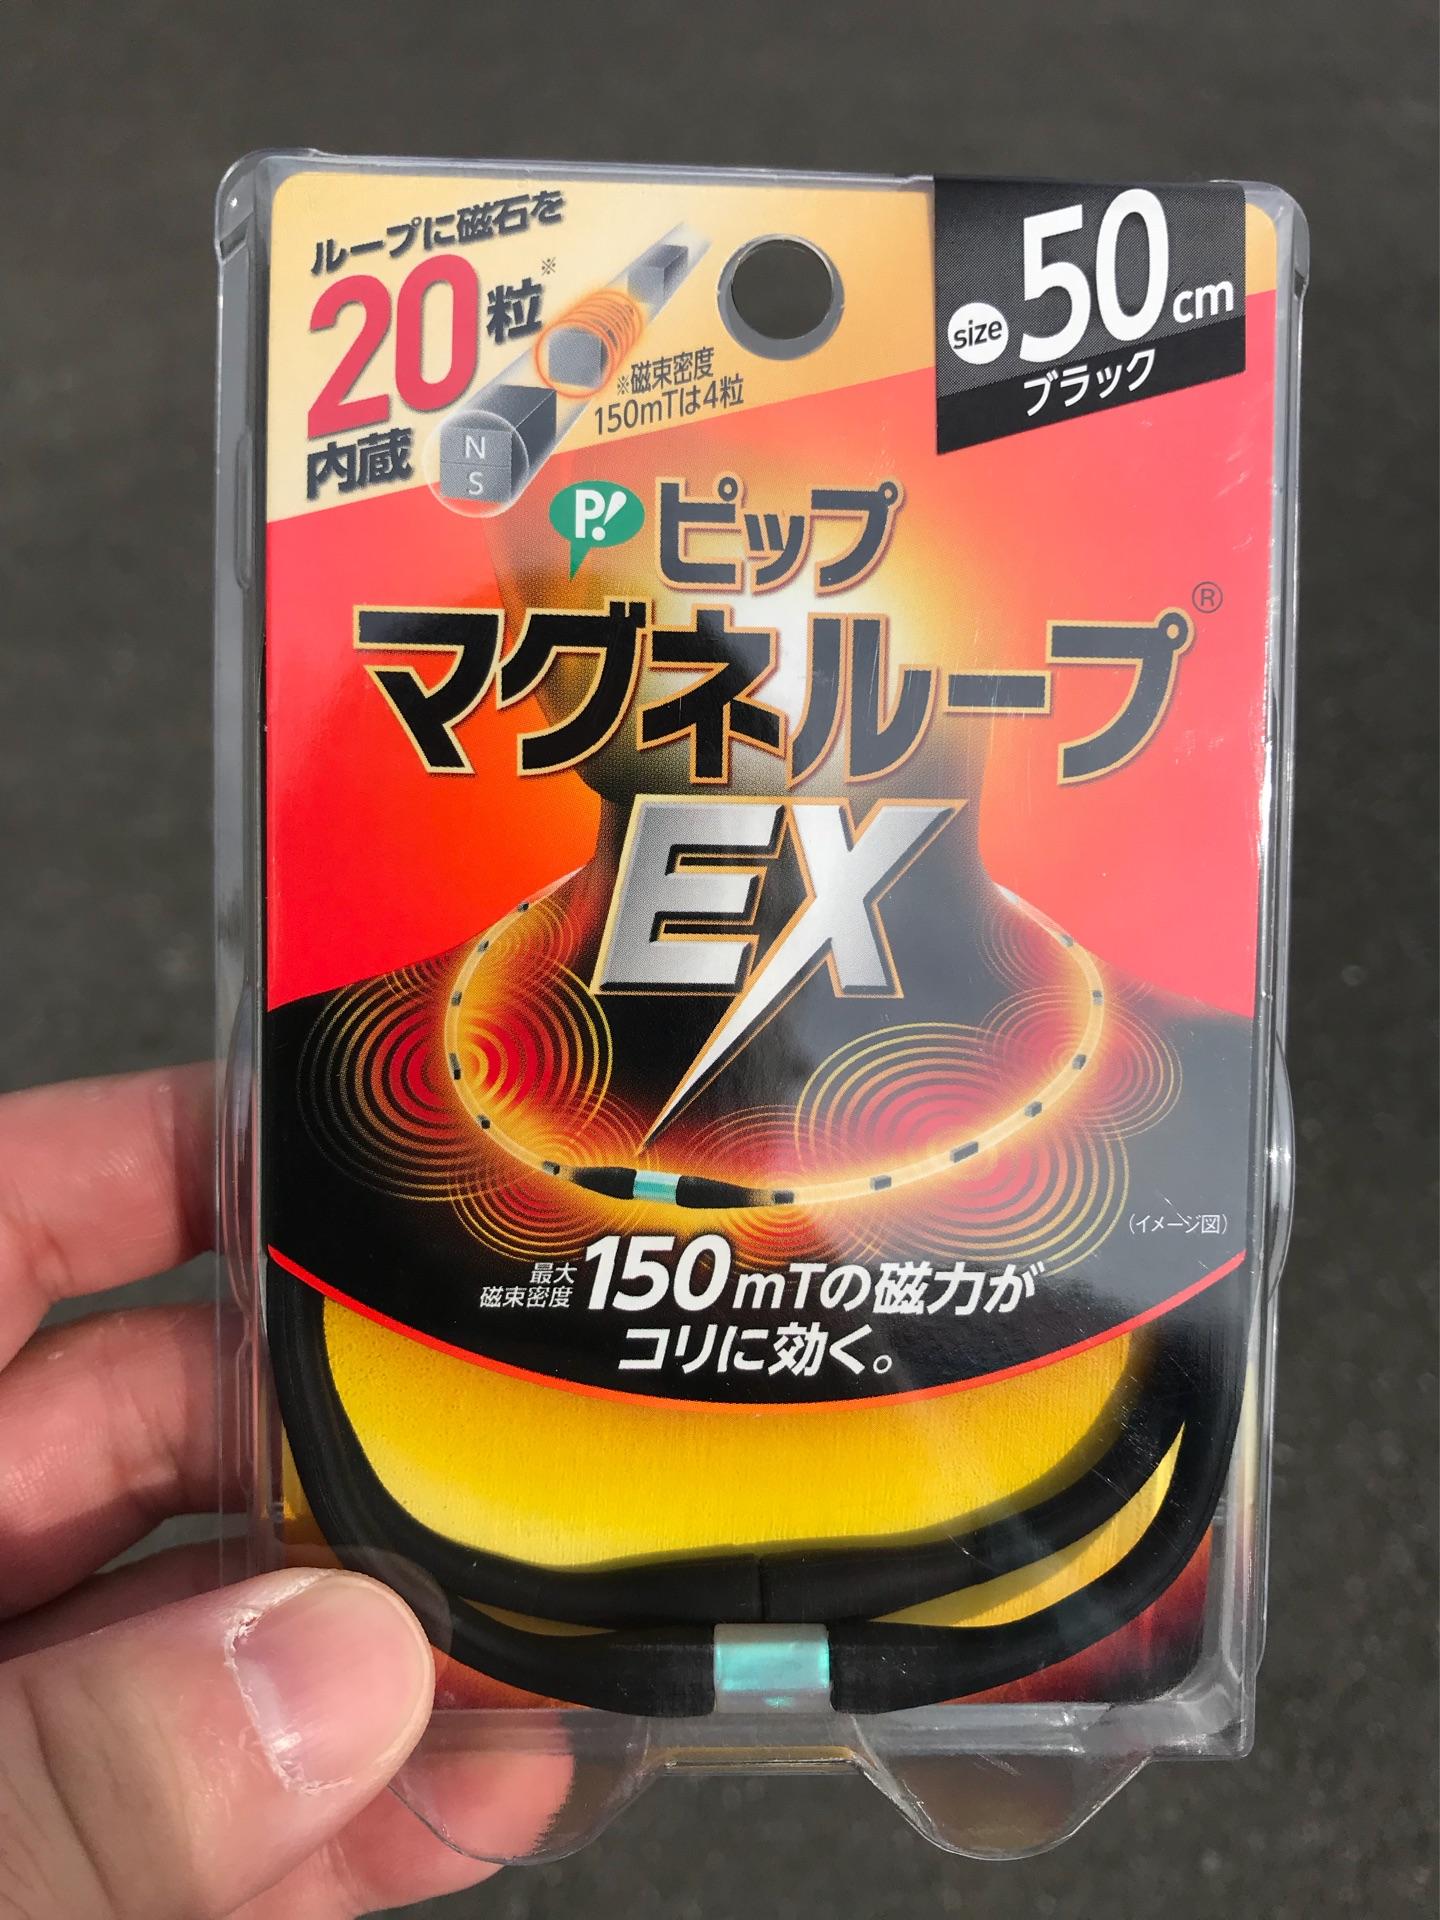 ループに磁石を
20粒※
内蔵
N
S
※磁束密度
150mTは4粒
size 50cm
ブラック
P! ピップ
マグネループ®
EX
(イメージ図)
最大
磁束密度 150mTの磁力が
コリに効く。